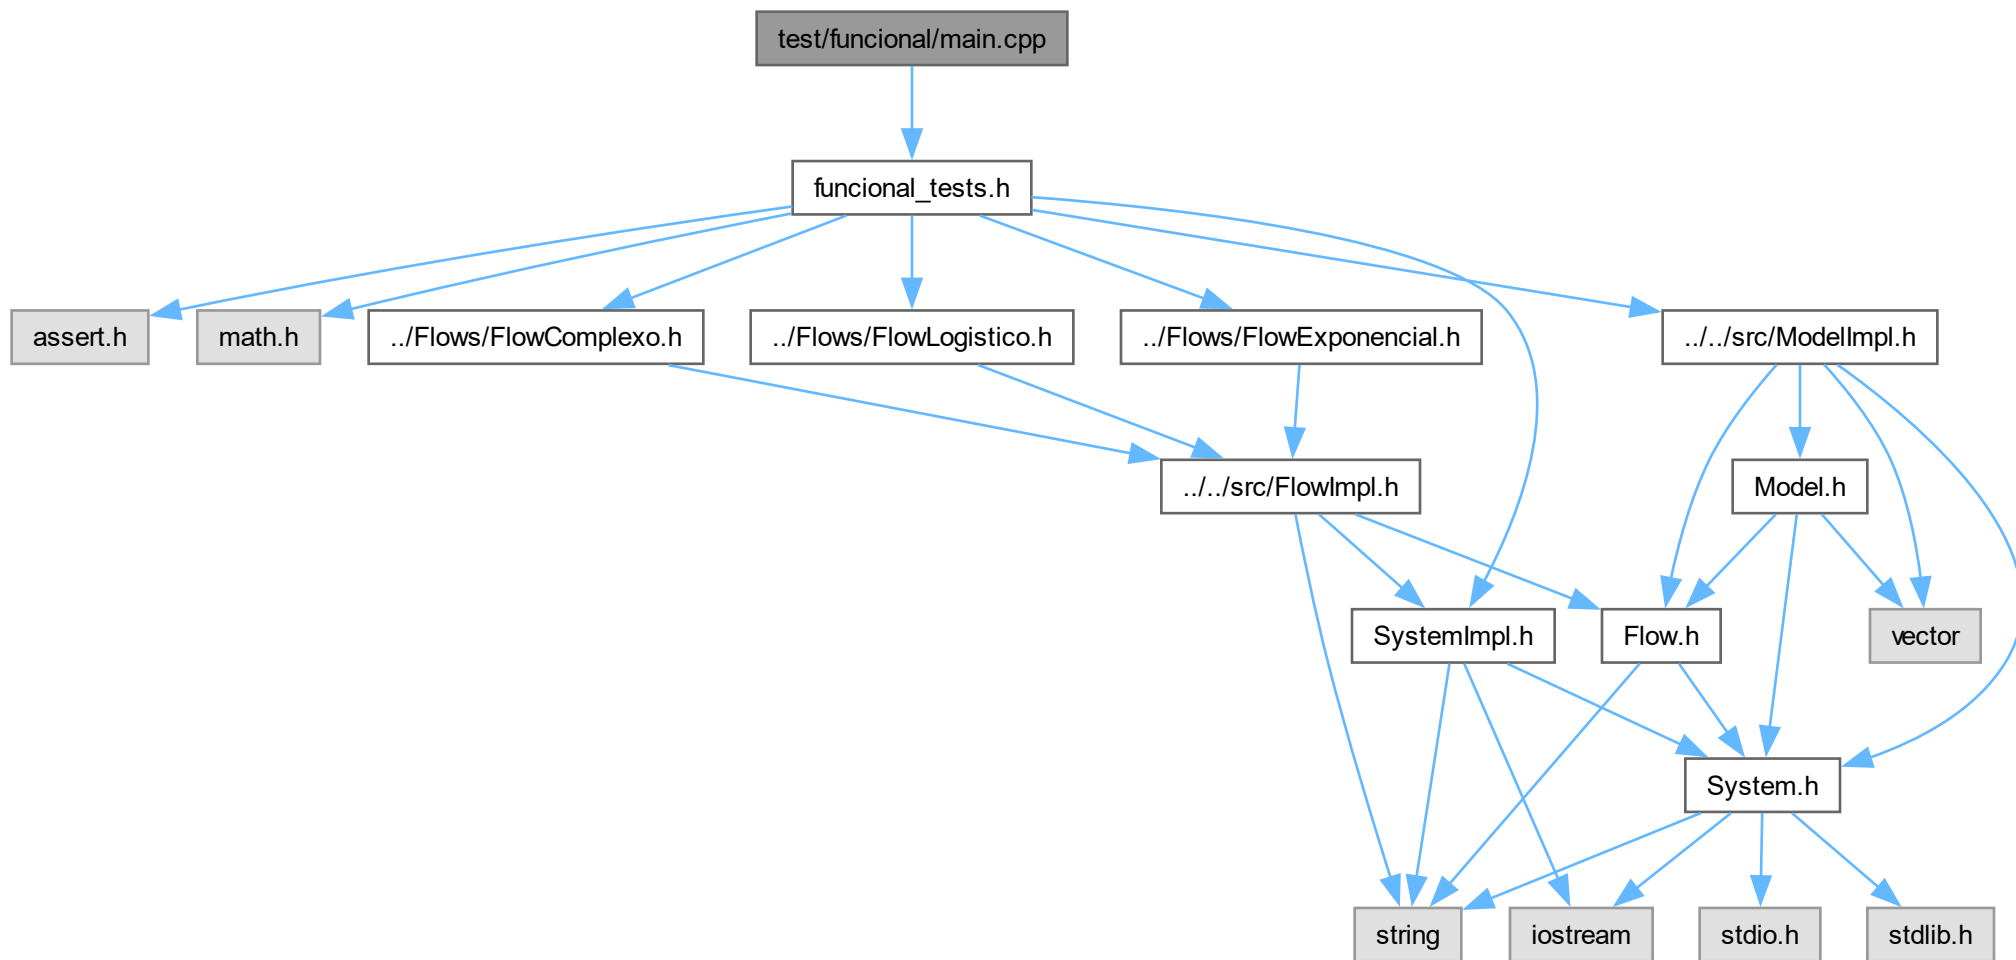 test/funcional/main.cpp
funcional_tests.h
assert.h
math.h
../Flows/FlowComplexo.h
../Flows/FlowLogistico.h
../Flows/FlowExponencial.h
../../src/ModelImpl.h
../../src/FlowImpl.h
Model.h
SystemImpl.h
Flow.h
vector
System.h
string
iostream
stdio.h
stdlib.h